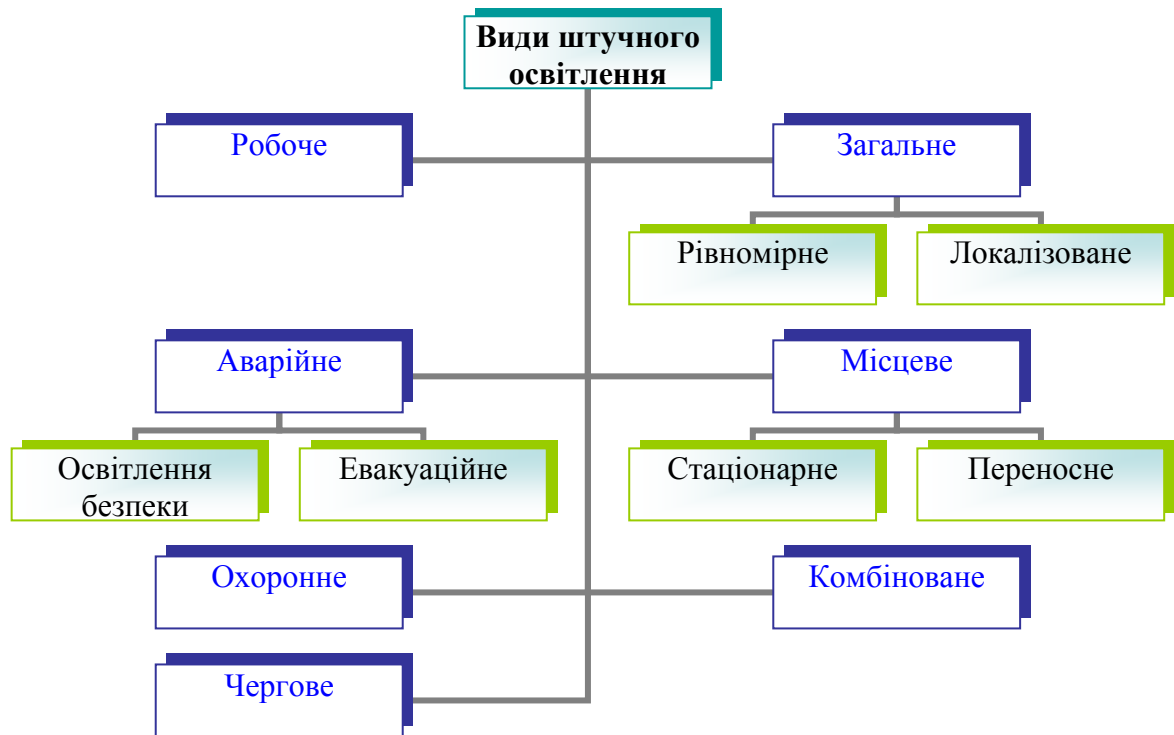 Види штучного
освітлення
Робоче
Загальне
Рівномірне
Локалізоване
Аварійне
Місцеве
Освітлення
безпеки
Евакуаційне
Стаціонарне
Переносне
Охоронне
Комбіноване
Чергове